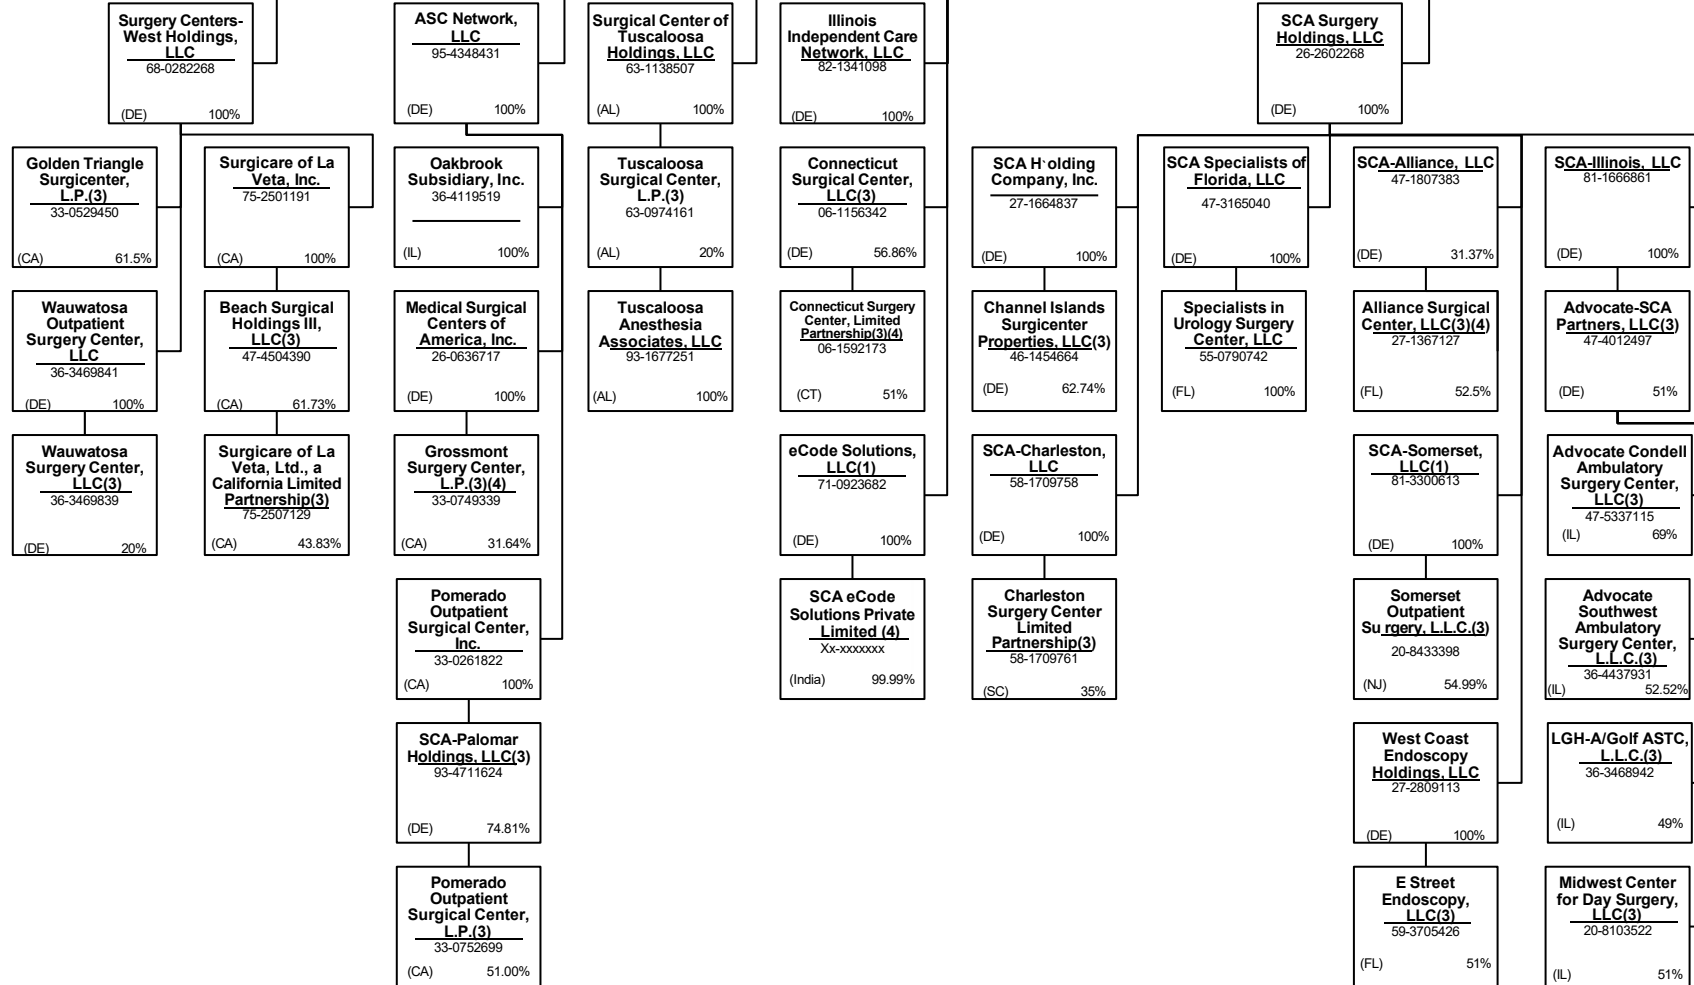 Surgery Centers-
West Holdings,
LLC
68-0282268
(DE) 100%
ASC Network,
LLC
95-4348431
(DE) 100%
Surgical Center of
Tuscaloosa
Holdings, LLC
63-1138507
(AL) 100%
Illinois
Independent Care
Network, LLC
82-1341098
(DE) 100%
SCA Surgery
Holdings, LLC
26-2602268
(DE) 100%
Golden Triangle
Surgicenter,
L.P.(3)
33-0529450
(CA) 61.5%
Surgicare of La
Veta, Inc.
75-2501191
(CA) 100%
Oakbrook
Subsidiary, Inc.
36-4119519
(IL) 100%
Tuscaloosa
Surgical Center,
L.P.(3)
63-0974161
(AL) 20%
Connecticut
Surgical Center,
LLC(3)
06-1156342
(DE) 56.86%
SCA H`olding
Company, Inc.
27-1664837
(DE) 100%
SCA Specialists of
Florida, LLC
47-3165040
(DE) 100%
SCA-Alliance, LLC
47-1807383
(DE) 31.37%
SCA-Illinois, LLC
81-1666861
(DE) 100%
Wauwatosa
Outpatient
Surgery Center,
LLC
36-3469841
(DE) 100%
Beach Surgical
Holdings III,
LLC(3)
47-4504390
(CA) 61.73%
Medical Surgical
Centers of
America, Inc.
26-0636717
(DE) 100%
Tuscaloosa
Anesthesia
Associates, LLC
93-1677251
(AL) 100%
Connecticut Surgery
Center, Limited
Partnership(3)(4)
06-1592173
(CT) 51%
Channel Islands
Surgicenter
Properties, LLC(3)
46-1454664
(DE) 62.74%
Specialists in
Urology Surgery
Center, LLC
55-0790742
(FL) 100%
Alliance Surgical
Center, LLC(3)(4)
27-1367127
(FL) 52.5%
Advocate-SCA
Partners, LLC(3)
47-4012497
(DE) 51%
Wauwatosa
Surgery Center,
LLC(3)
36-3469839
(DE) 20%
Surgicare of La
Veta, Ltd., a
California Limited
Partnership(3)
75-2507129
(CA) 43.83%
Grossmont
Surgery Center,
L.P.(3)(4)
33-0749339
(CA) 31.64%
eCode Solutions,
LLC(1)
71-0923682
(DE) 100%
SCA-Charleston,
LLC
58-1709758
(DE) 100%
SCA-Somerset,
LLC(1)
81-3300613
(DE) 100%
Advocate Condell
Ambulatory
Surgery Center,
LLC(3)
47-5337115
(IL) 69%
Pomerado
Outpatient
Surgical Center,
Inc.
33-0261822
(CA) 100%
SCA eCode
Solutions Private
Limited (4)
Xx-xxxxxxx
(India) 99.99%
Charleston
Surgery Center
Limited
Partnership(3)
58-1709761
(SC) 35%
Somerset
Outpatient
Surgery, L.L.C.(3)
20-8433398
(NJ) 54.99%
Advocate
Southwest
Ambulatory
Surgery Center,
L.L.C.(3)
36-4437931
(IL) 52.52%
SCA-Palomar
Holdings, LLC(3)
93-4711624
(DE) 74.81%
West Coast
Endoscopy
Holdings, LLC
27-2809113
(DE) 100%
LGH-A/Golf ASTC,
L.L.C.(3)
36-3468942
(IL) 49%
Pomerado
Outpatient
Surgical Center,
L.P.(3)
33-0752699
(CA) 51.00%
E Street
Endoscopy,
LLC(3)
59-3705426
(FL) 51%
Midwest Center
for Day Surgery,
LLC(3)
20-8103522
(IL) 51%